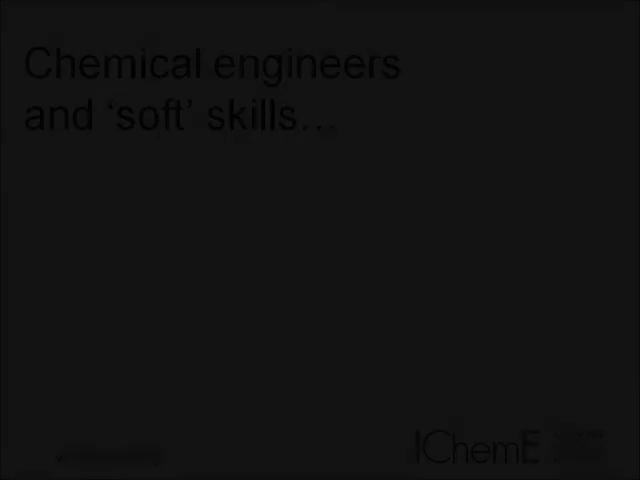 Chemical engineers
and ‘soft’ skills…
IChemE